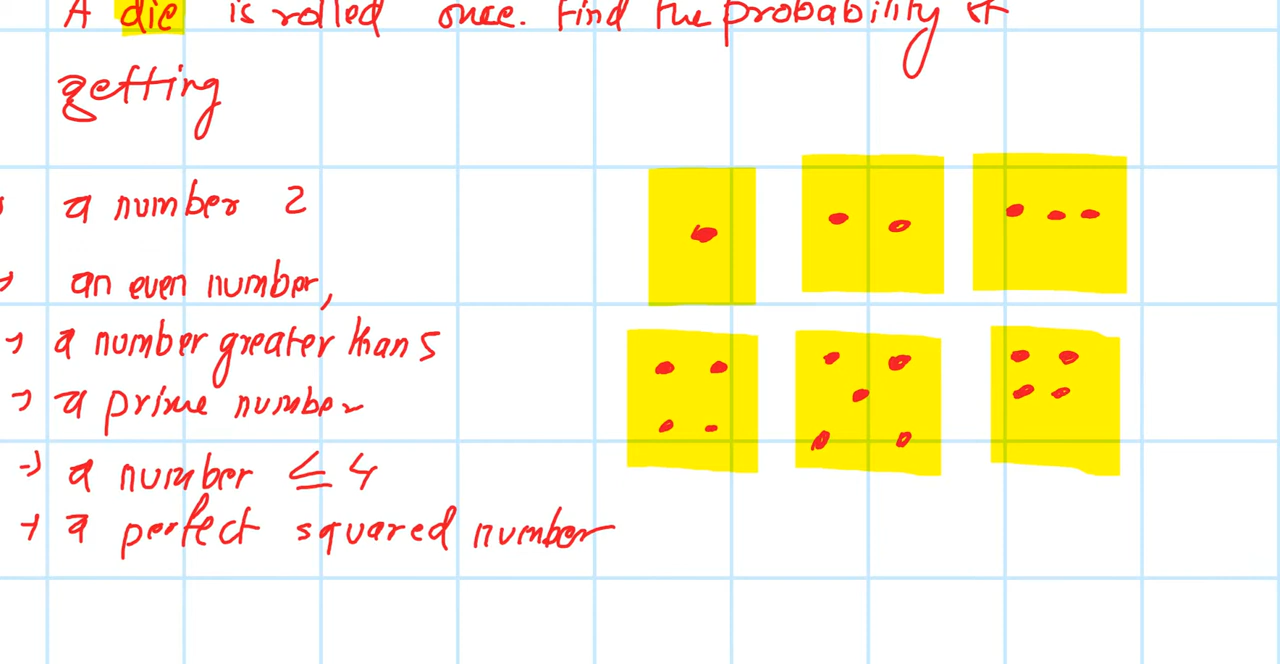 A die is rolled once. Find the probability of
getting
a number 2
an even number,
→ a number greater than 5
→ a prime number
→ a number ≤ 4
→ a perfect squared number